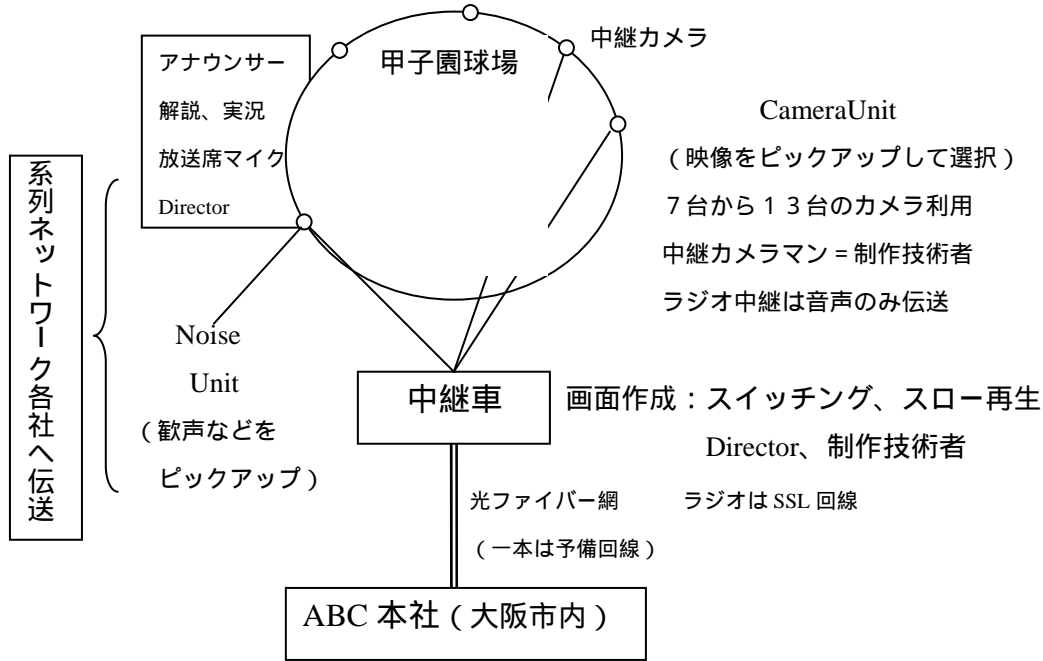 中継カメラ
甲子園球場
アナウンサー
解説、実況
放送席マイク
Director
CameraUnit
（映像をピックアップして選択）
７台から１３台のカメラ利用
中継カメラマン＝制作技術者
ラジオ中継は音声のみ伝送
系列ネットワーク各社へ伝送
Noise
Unit
（歓声などを
ピックアップ）
中継車
画面作成：スイッチング、スロー再生
Director、制作技術者
光ファイバー網
ラジオは SSL 回線
（一本は予備回線）
ABC 本社（大阪市内）